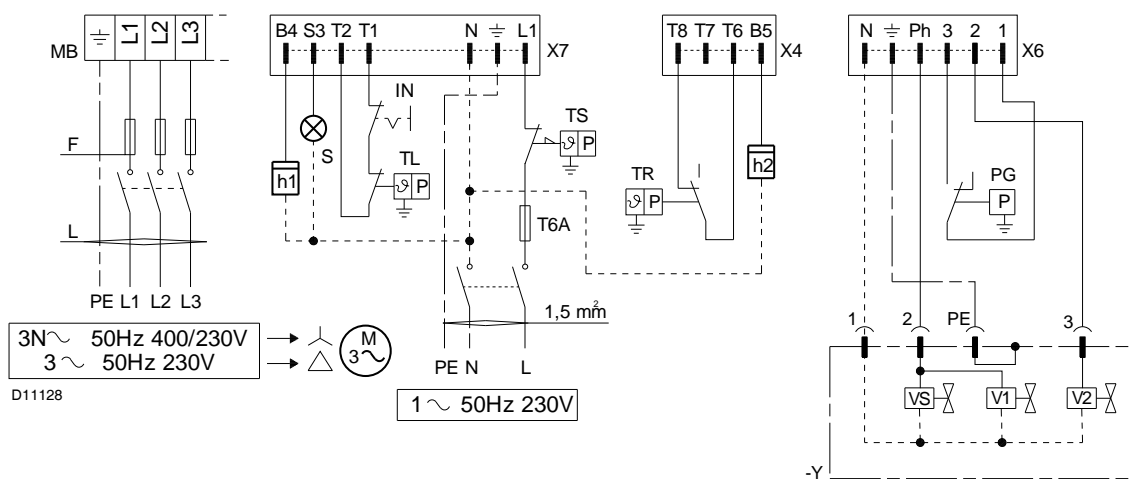 MB L1 L2 L3
F
L
PE L1 L2 L3
3N~ 50Hz 400/230V
3~ 50Hz 230V
M
3~
D11128
B4 S3 T2 T1 N L1 X7
IN
TS
ϑ P
S
h1
TL
ϑ P
T6A
1,5 mm²
PE N L
1~ 50Hz 230V
T8 T7 T6 B5 X4
h2
TR
ϑ P
N Ph 3 2 1 X6
PG
P
1 2 PE 3
VS V1 V2
-Y